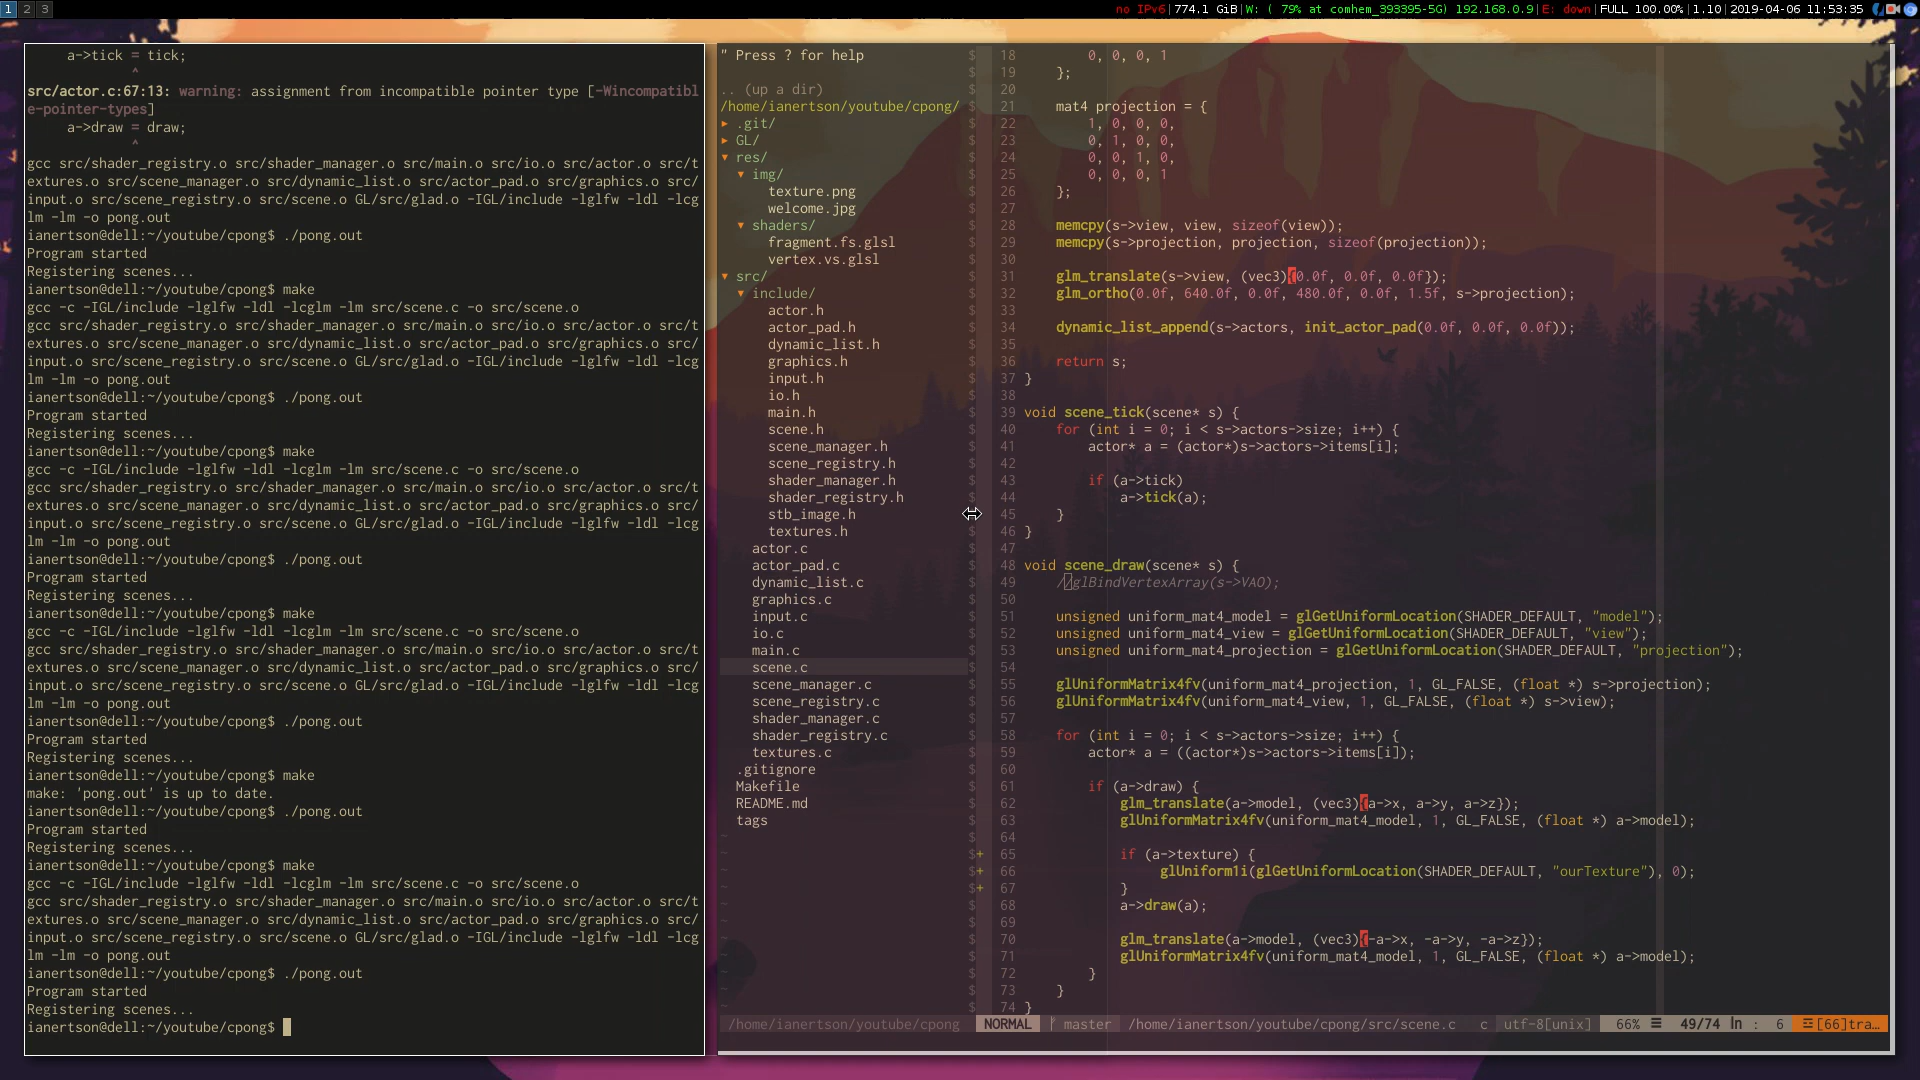 1 2 3
no IPv6|774.1 GiB|W: ( 79% at comhem_393395-5G) 192.168.0.9|E: down|FULL 100.00%|1.10|2019-04-06 11:53:35
a->tick = tick;
^
src/actor.c:67:13: warning: assignment from incompatible pointer type [-Wincompatibl
e-pointer-types]
a->draw = draw;
^
gcc src/shader_registry.o src/shader_manager.o src/main.o src/io.o src/actor.o src/t
extures.o src/scene_manager.o src/dynamic_list.o src/actor_pad.o src/graphics.o src/
input.o src/scene_registry.o src/scene.o GL/src/glad.o -IGL/include -lglfw -ldl -lcg
lm -lm -o pong.out
ianertson@dell:~/youtube/cpong$ ./pong.out
Program started
Registering scenes...
ianertson@dell:~/youtube/cpong$ make
gcc -c -IGL/include -lglfw -ldl -lcglm -lm src/scene.c -o src/scene.o
gcc src/shader_registry.o src/shader_manager.o src/main.o src/io.o src/actor.o src/t
extures.o src/scene_manager.o src/dynamic_list.o src/actor_pad.o src/graphics.o src/
input.o src/scene_registry.o src/scene.o GL/src/glad.o -IGL/include -lglfw -ldl -lcg
lm -lm -o pong.out
ianertson@dell:~/youtube/cpong$ ./pong.out
Program started
Registering scenes...
ianertson@dell:~/youtube/cpong$ make
gcc -c -IGL/include -lglfw -ldl -lcglm -lm src/scene.c -o src/scene.o
gcc src/shader_registry.o src/shader_manager.o src/main.o src/io.o src/actor.o src/t
extures.o src/scene_manager.o src/dynamic_list.o src/actor_pad.o src/graphics.o src/
input.o src/scene_registry.o src/scene.o GL/src/glad.o -IGL/include -lglfw -ldl -lcg
lm -lm -o pong.out
ianertson@dell:~/youtube/cpong$ ./pong.out
Program started
Registering scenes...
ianertson@dell:~/youtube/cpong$ make
gcc -c -IGL/include -lglfw -ldl -lcglm -lm src/scene.c -o src/scene.o
gcc src/shader_registry.o src/shader_manager.o src/main.o src/io.o src/actor.o src/t
extures.o src/scene_manager.o src/dynamic_list.o src/actor_pad.o src/graphics.o src/
input.o src/scene_registry.o src/scene.o GL/src/glad.o -IGL/include -lglfw -ldl -lcg
lm -lm -o pong.out
ianertson@dell:~/youtube/cpong$ ./pong.out
Program started
Registering scenes...
ianertson@dell:~/youtube/cpong$ make
make: 'pong.out' is up to date.
ianertson@dell:~/youtube/cpong$ ./pong.out
Program started
Registering scenes...
ianertson@dell:~/youtube/cpong$ make
gcc -c -IGL/include -lglfw -ldl -lcglm -lm src/scene.c -o src/scene.o
gcc src/shader_registry.o src/shader_manager.o src/main.o src/io.o src/actor.o src/t
extures.o src/scene_manager.o src/dynamic_list.o src/actor_pad.o src/graphics.o src/
input.o src/scene_registry.o src/scene.o GL/src/glad.o -IGL/include -lglfw -ldl -lcg
lm -lm -o pong.out
ianertson@dell:~/youtube/cpong$ ./pong.out
Program started
Registering scenes...
ianertson@dell:~/youtube/cpong$
" Press ? for help
.. (up a dir)
/home/ianertson/youtube/cpong/
▸ .git/
▸ GL/
▾ res/
▾ img/
texture.png
welcome.jpg
▾ shaders/
fragment.fs.glsl
vertex.vs.glsl
▾ src/
▾ include/
actor.h
actor_pad.h
dynamic_list.h
graphics.h
input.h
io.h
main.h
scene.h
scene_manager.h
scene_registry.h
shader_manager.h
shader_registry.h
stb_image.h
textures.h
actor.c
actor_pad.c
dynamic_list.c
graphics.c
input.c
io.c
main.c
scene.c
scene_manager.c
scene_registry.c
shader_manager.c
shader_registry.c
textures.c
.gitignore
Makefile
README.md
tags
18 0, 0, 0, 1
19 };
20
21 mat4 projection = {
22 1, 0, 0, 0,
23 0, 1, 0, 0,
24 0, 0, 1, 0,
25 0, 0, 0, 1
26 };
27
28 memcpy(s->view, view, sizeof(view));
29 memcpy(s->projection, projection, sizeof(projection));
30
31 glm_translate(s->view, (vec3){0.0f, 0.0f, 0.0f});
32 glm_ortho(0.0f, 640.0f, 0.0f, 480.0f, 0.0f, 1.5f, s->projection);
33
34 dynamic_list_append(s->actors, init_actor_pad(0.0f, 0.0f, 0.0f));
35
36 return s;
37 }
38
39 void scene_tick(scene* s) {
40 for (int i = 0; i < s->actors->size; i++) {
41 actor* a = (actor*)s->actors->items[i];
42
43 if (a->tick)
44 a->tick(a);
45 }
46 }
47
48 void scene_draw(scene* s) {
49 //glBindVertexArray(s->VAO);
50
51 unsigned uniform_mat4_model = glGetUniformLocation(SHADER_DEFAULT, "model");
52 unsigned uniform_mat4_view = glGetUniformLocation(SHADER_DEFAULT, "view");
53 unsigned uniform_mat4_projection = glGetUniformLocation(SHADER_DEFAULT, "projection");
54
55 glUniformMatrix4fv(uniform_mat4_projection, 1, GL_FALSE, (float *) s->projection);
56 glUniformMatrix4fv(uniform_mat4_view, 1, GL_FALSE, (float *) s->view);
57
58 for (int i = 0; i < s->actors->size; i++) {
59 actor* a = ((actor*)s->actors->items[i]);
60
61 if (a->draw) {
62 glm_translate(a->model, (vec3){a->x, a->y, a->z});
63 glUniformMatrix4fv(uniform_mat4_model, 1, GL_FALSE, (float *) a->model);
64
+ 65 if (a->texture) {
+ 66 glUniform1i(glGetUniformLocation(SHADER_DEFAULT, "ourTexture"), 0);
+ 67 }
68 a->draw(a);
69
70 glm_translate(a->model, (vec3){-a->x, -a->y, -a->z});
71 glUniformMatrix4fv(uniform_mat4_model, 1, GL_FALSE, (float *) a->model);
72 }
73 }
74 }
/home/ianertson/youtube/cpong NORMAL master /home/ianertson/youtube/cpong/src/scene.c c utf-8[unix] 66% ☰ 49/74 ln : 6 ☲[66]tra…